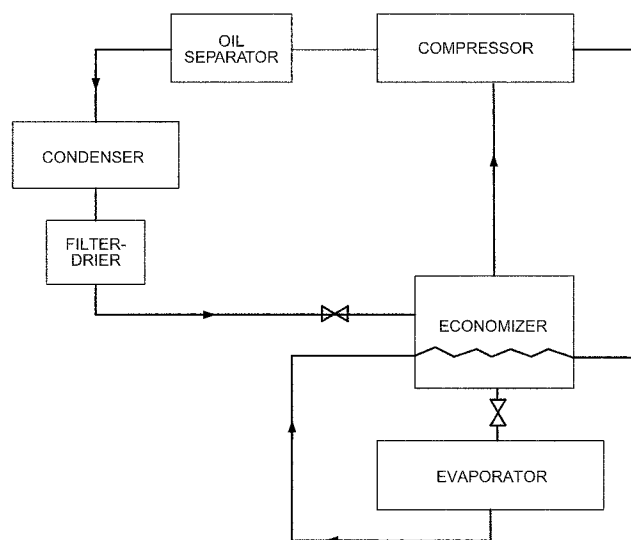 OIL
SEPARATOR
COMPRESSOR
CONDENSER
FILTER-
DRIER
ECONOMIZER
EVAPORATOR